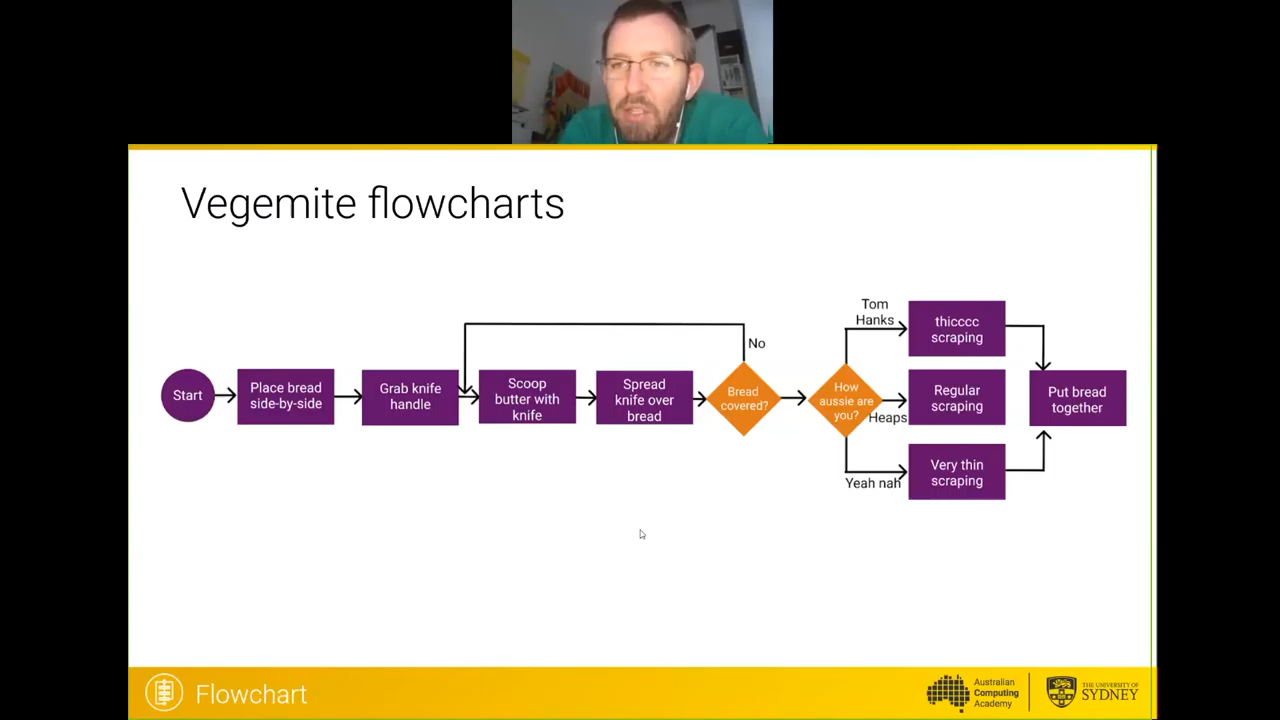 Vegemite flowcharts
Start
Place bread
side-by-side
Grab knife
handle
Scoop
butter with
knife
Spread
knife over
bread
Bread
covered?
No
How
aussie are
you?
Tom
Hanks
thicccc
scraping
Heaps
Regular
scraping
Yeah nah
Very thin
scraping
Put bread
together
Flowchart
Australian
Computing
Academy
THE UNIVERSITY OF
SYDNEY